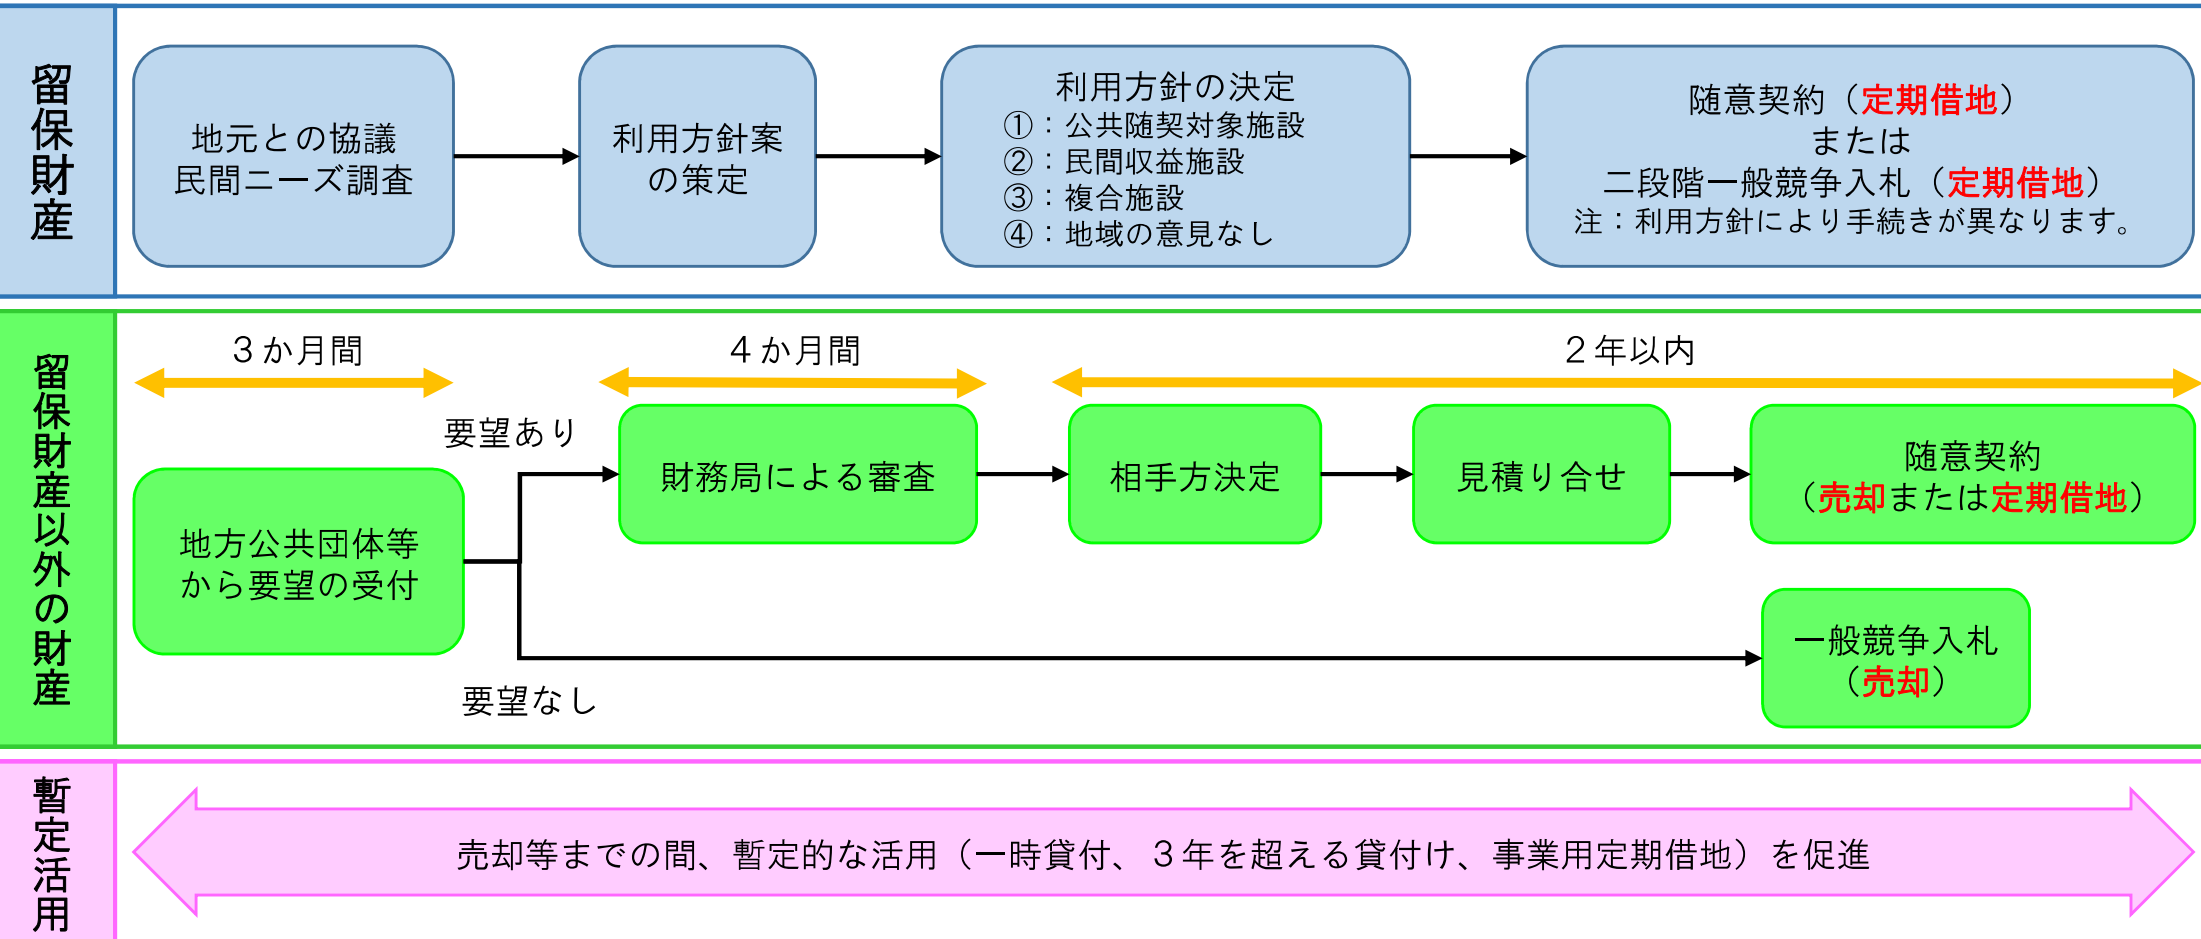 留保財産
地元との協議
民間ニーズ調査
利用方針案
の策定
利用方針の決定
①：公共随契対象施設
②：民間収益施設
③：複合施設
④：地域の意見なし
随意契約（定期借地）
または
二段階一般競争入札（定期借地）
注：利用方針により手続きが異なります。
留保財産以外の財産
３か月間
４か月間
２年以内
地方公共団体等
から要望の受付
要望あり
財務局による審査
相手方決定
見積り合せ
随意契約
（売却または定期借地）
要望なし
一般競争入札
（売却）
暫定活用
売却等までの間、暫定的な活用（一時貸付、３年を超える貸付け、事業用定期借地）を促進